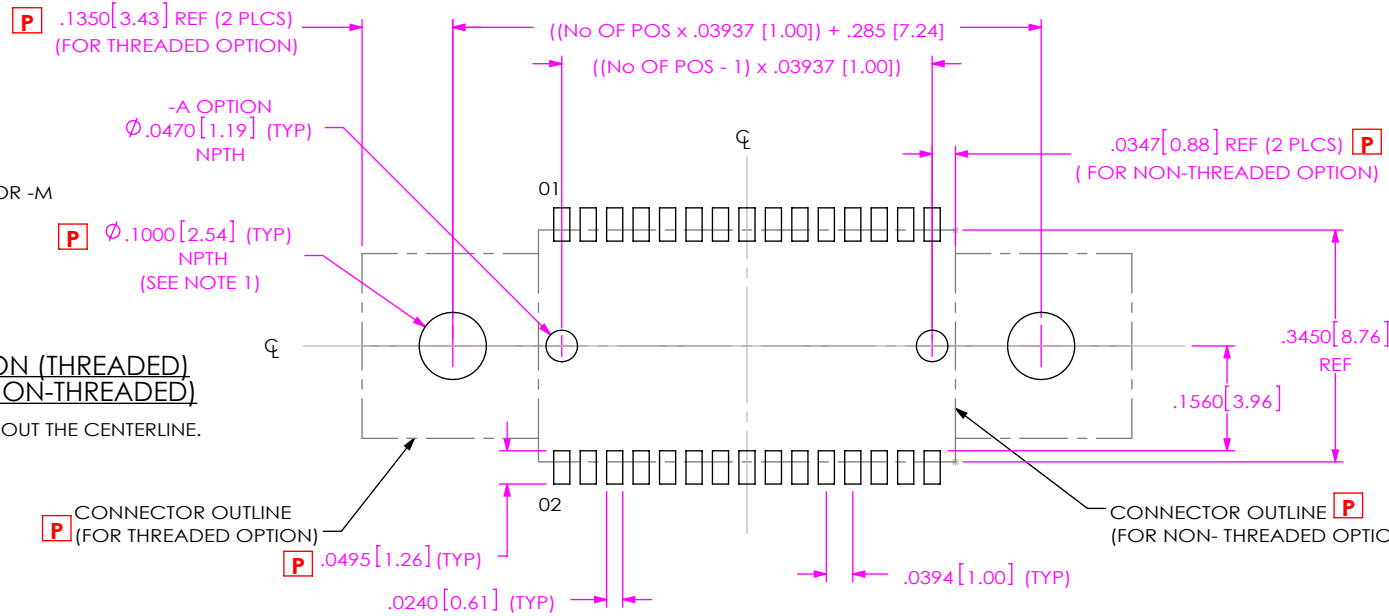 P .1350[3.43] REF (2 PLCS)
(FOR THREADED OPTION)
((No OF POS x .03937 [1.00]) + .285 [7.24]
((No OF POS - 1) x .03937 [1.00])
-A OPTION
Ø.0470[1.19] (TYP)
NPTH
℄
.0347[0.88] REF (2 PLCS) P
( FOR NON-THREADED OPTION)
OR -M
01
P Ø.1000[2.54] (TYP)
NPTH
(SEE NOTE 1)
℄
.3450[8.76]
REF
ON (THREADED)
ON-THREADED)
.1560[3.96]
OUT THE CENTERLINE.
02
P CONNECTOR OUTLINE
(FOR THREADED OPTION)
CONNECTOR OUTLINE P
(FOR NON- THREADED OPTIO
P .0495[1.26] (TYP)
.0394[1.00] (TYP)
.0240[0.61] (TYP)